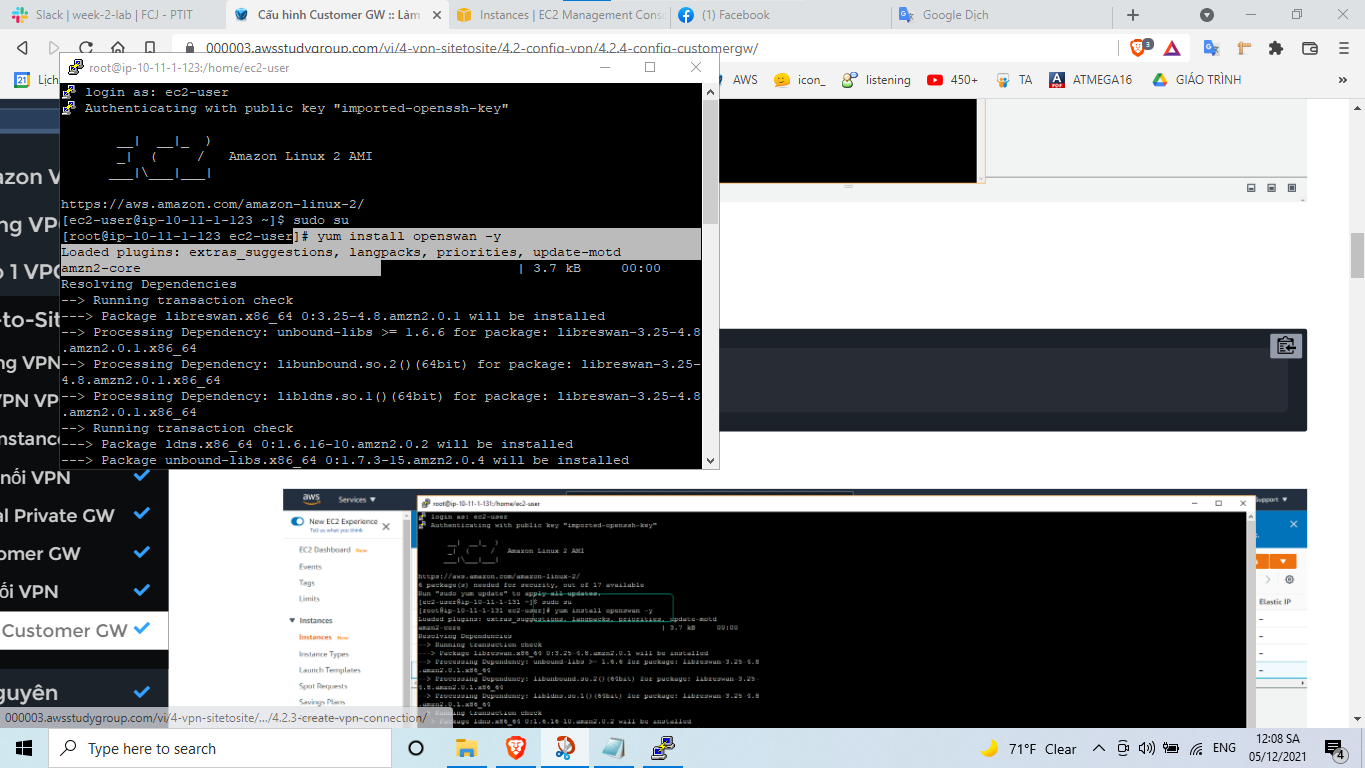 Slack | week-2-lab | FCJ - PTIT
Cấu hình Customer GW :: Làm
Instances | EC2 Management Cons
(1) Facebook
Google Dịch
000003.awsstudygroup.com/vi/4-vpn-sitetosite/4.2-config-vpn/4.2.4-config-customergw/
3
21
Lịch
AWS
icon_
listening
450+
TA
ATMEGA16
GIÁO TRÌNH
»
root@ip-10-11-1-123:/home/ec2-user
login as: ec2-user
Authenticating with public key "imported-openssh-key"
__|  __|_  )
_|  (     /   Amazon Linux 2 AMI
___|\___|___|
https://aws.amazon.com/amazon-linux-2/
[ec2-user@ip-10-11-1-123 ~]$ sudo su
[root@ip-10-11-1-123 ec2-user]# yum install openswan -y
Loaded plugins: extras_suggestions, langpacks, priorities, update-motd
amzn2-core | 3.7 kB 00:00
Resolving Dependencies
--> Running transaction check
---> Package libreswan.x86_64 0:3.25-4.8.amzn2.0.1 will be installed
--> Processing Dependency: unbound-libs >= 1.6.6 for package: libreswan-3.25-4.8
.amzn2.0.1.x86_64
--> Processing Dependency: libunbound.so.2()(64bit) for package: libreswan-3.25-
4.8.amzn2.0.1.x86_64
--> Processing Dependency: libldns.so.1()(64bit) for package: libreswan-3.25-4.8
.amzn2.0.1.x86_64
--> Running transaction check
---> Package ldns.x86_64 0:1.6.16-10.amzn2.0.2 will be installed
---> Package unbound-libs.x86_64 0:1.7.3-15.amzn2.0.4 will be installed
azon V
ng VPC
o 1 VPC
-to-Sit
ng VPN
VPN VP
nstance
nối VPN
al Private GW
omer GW
ối VPN
Customer GW
guyên
aws
Services
upport
New EC2 Experience
Tell us what you think
EC2 Dashboard New
Events
Tags
Limits
Instances
Instances New
Instance Types
Launch Templates
Spot Requests
Savings Plans
Elastic IP
–
–
–
root@ip-10-11-1-131:/home/ec2-user
login as: ec2-user
Authenticating with public key "imported-openssh-key"
__|  __|_  )
_|  (     /   Amazon Linux 2 AMI
___|\___|___|
https://aws.amazon.com/amazon-linux-2/
6 package(s) needed for security, out of 17 available
Run "sudo yum update" to apply all updates.
[ec2-user@ip-10-11-1-131 ~]$ sudo su
[root@ip-10-11-1-131 ec2-user]# yum install openswan -y
Loaded plugins: extras_suggestions, langpacks, priorities, update-motd
amzn2-core | 3.7 kB 00:00
Resolving Dependencies
--> Running transaction check
---> Package libreswan.x86_64 0:3.25-4.8.amzn2.0.1 will be installed
--> Processing Dependency: unbound-libs >= 1.6.6 for package: libreswan-3.25-4.8
.amzn2.0.1.x86_64
--> Processing Dependency: libunbound.so.2()(64bit) for package: libreswan-3.25-
4.8.amzn2.0.1.x86_64
--> Processing Dependency: libldns.so.1()(64bit) for package: libreswan-3.25-4.8
.amzn2.0.1.x86_64
--> Running transaction check
---> Package ldns.x86_64 0:1.6.16-10.amzn2.0.2 will be installed
000003.awsstudygroup.com/vi/4-vpn-sitetosite/.../4.2.3-create-vpn-connection/
Type here to search
71°F Clear
ENG
12:08 SA
05/12/2021
4